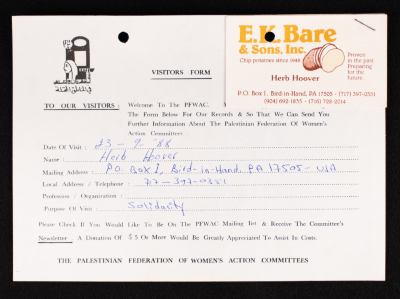 E.K. Bare
& Sons, Inc.
Chip potatoes since 1948
Proven
in the past.
Preparing
for the
future.
Herb Hoover
P.O. Box 1, Bird-in-Hand, PA 17505 · (717) 397-0351
VISITORS FORM
TO OUR VISITORS: Welcome To The PFWAC.
The Form Below For Our Records & So That We Can Send You
Further Information About The Palestinian Federation Of Women's
Action Committee:
Date Of Visit : 23 - 9 - '88
Name : Herb Hoover
Mailing Address : P.O. Box 1, Bird-in-Hand, PA 17505 - USA
Local Address / Telephone : 717-397-0351
Profession / Organization :
Purpose Of Visit : Solidarity
Please Check If You Would Like To Be On The PFWAC Mailing list & Receive The Committee's
Newsletter . A Donation Of $ 5 Or More Would Be Greatly Appreciated To Assist In Costs.
THE PALESTINIAN FEDERATION OF WOMEN'S ACTION COMMITTEES